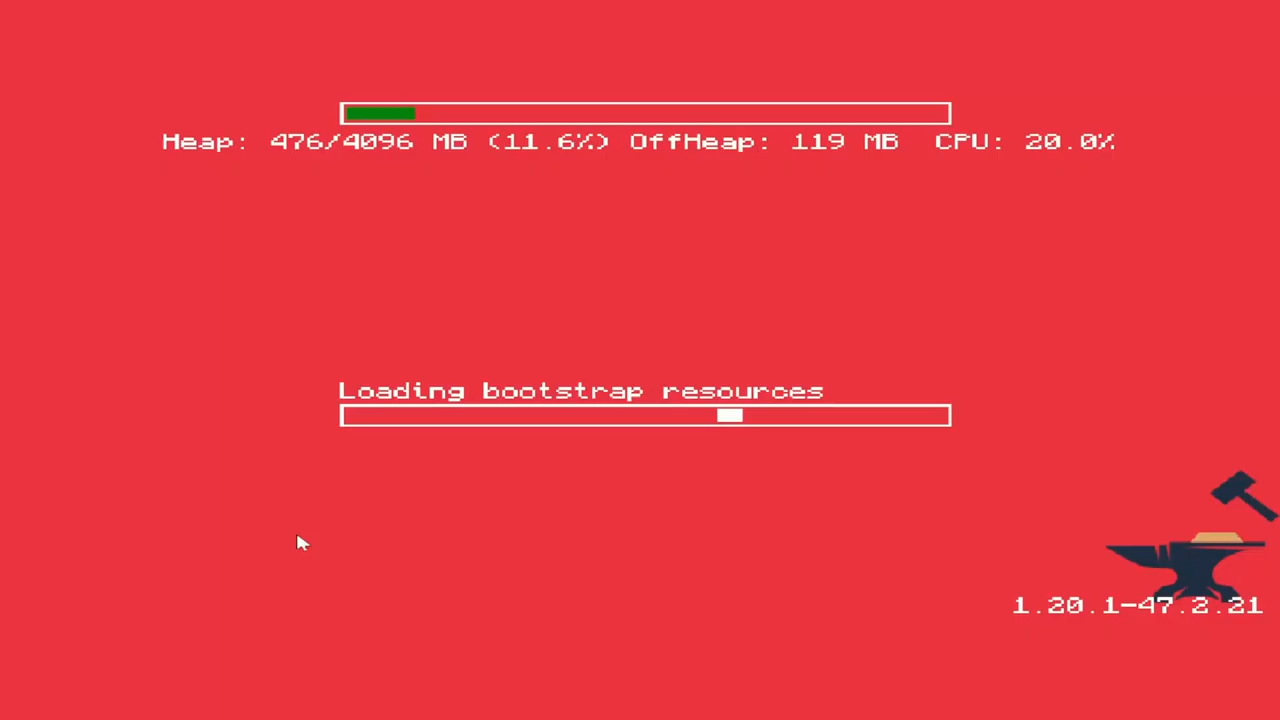 Heap: 476/4096 MB (11.6%) OffHeap: 119 MB  CPU: 20.0%
Loading bootstrap resources
1.20.1-47.2.21